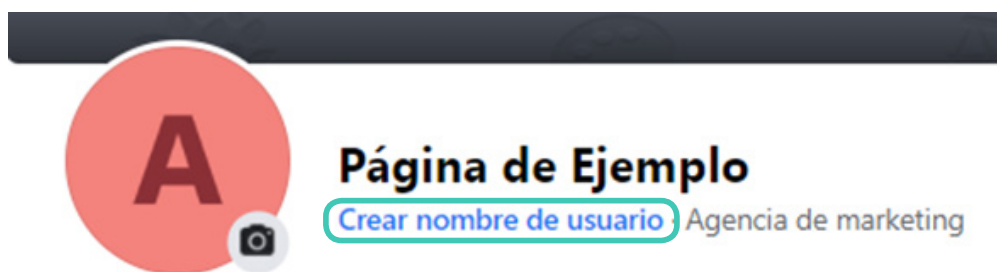 A
Página de Ejemplo
Crear nombre de usuario · Agencia de marketing